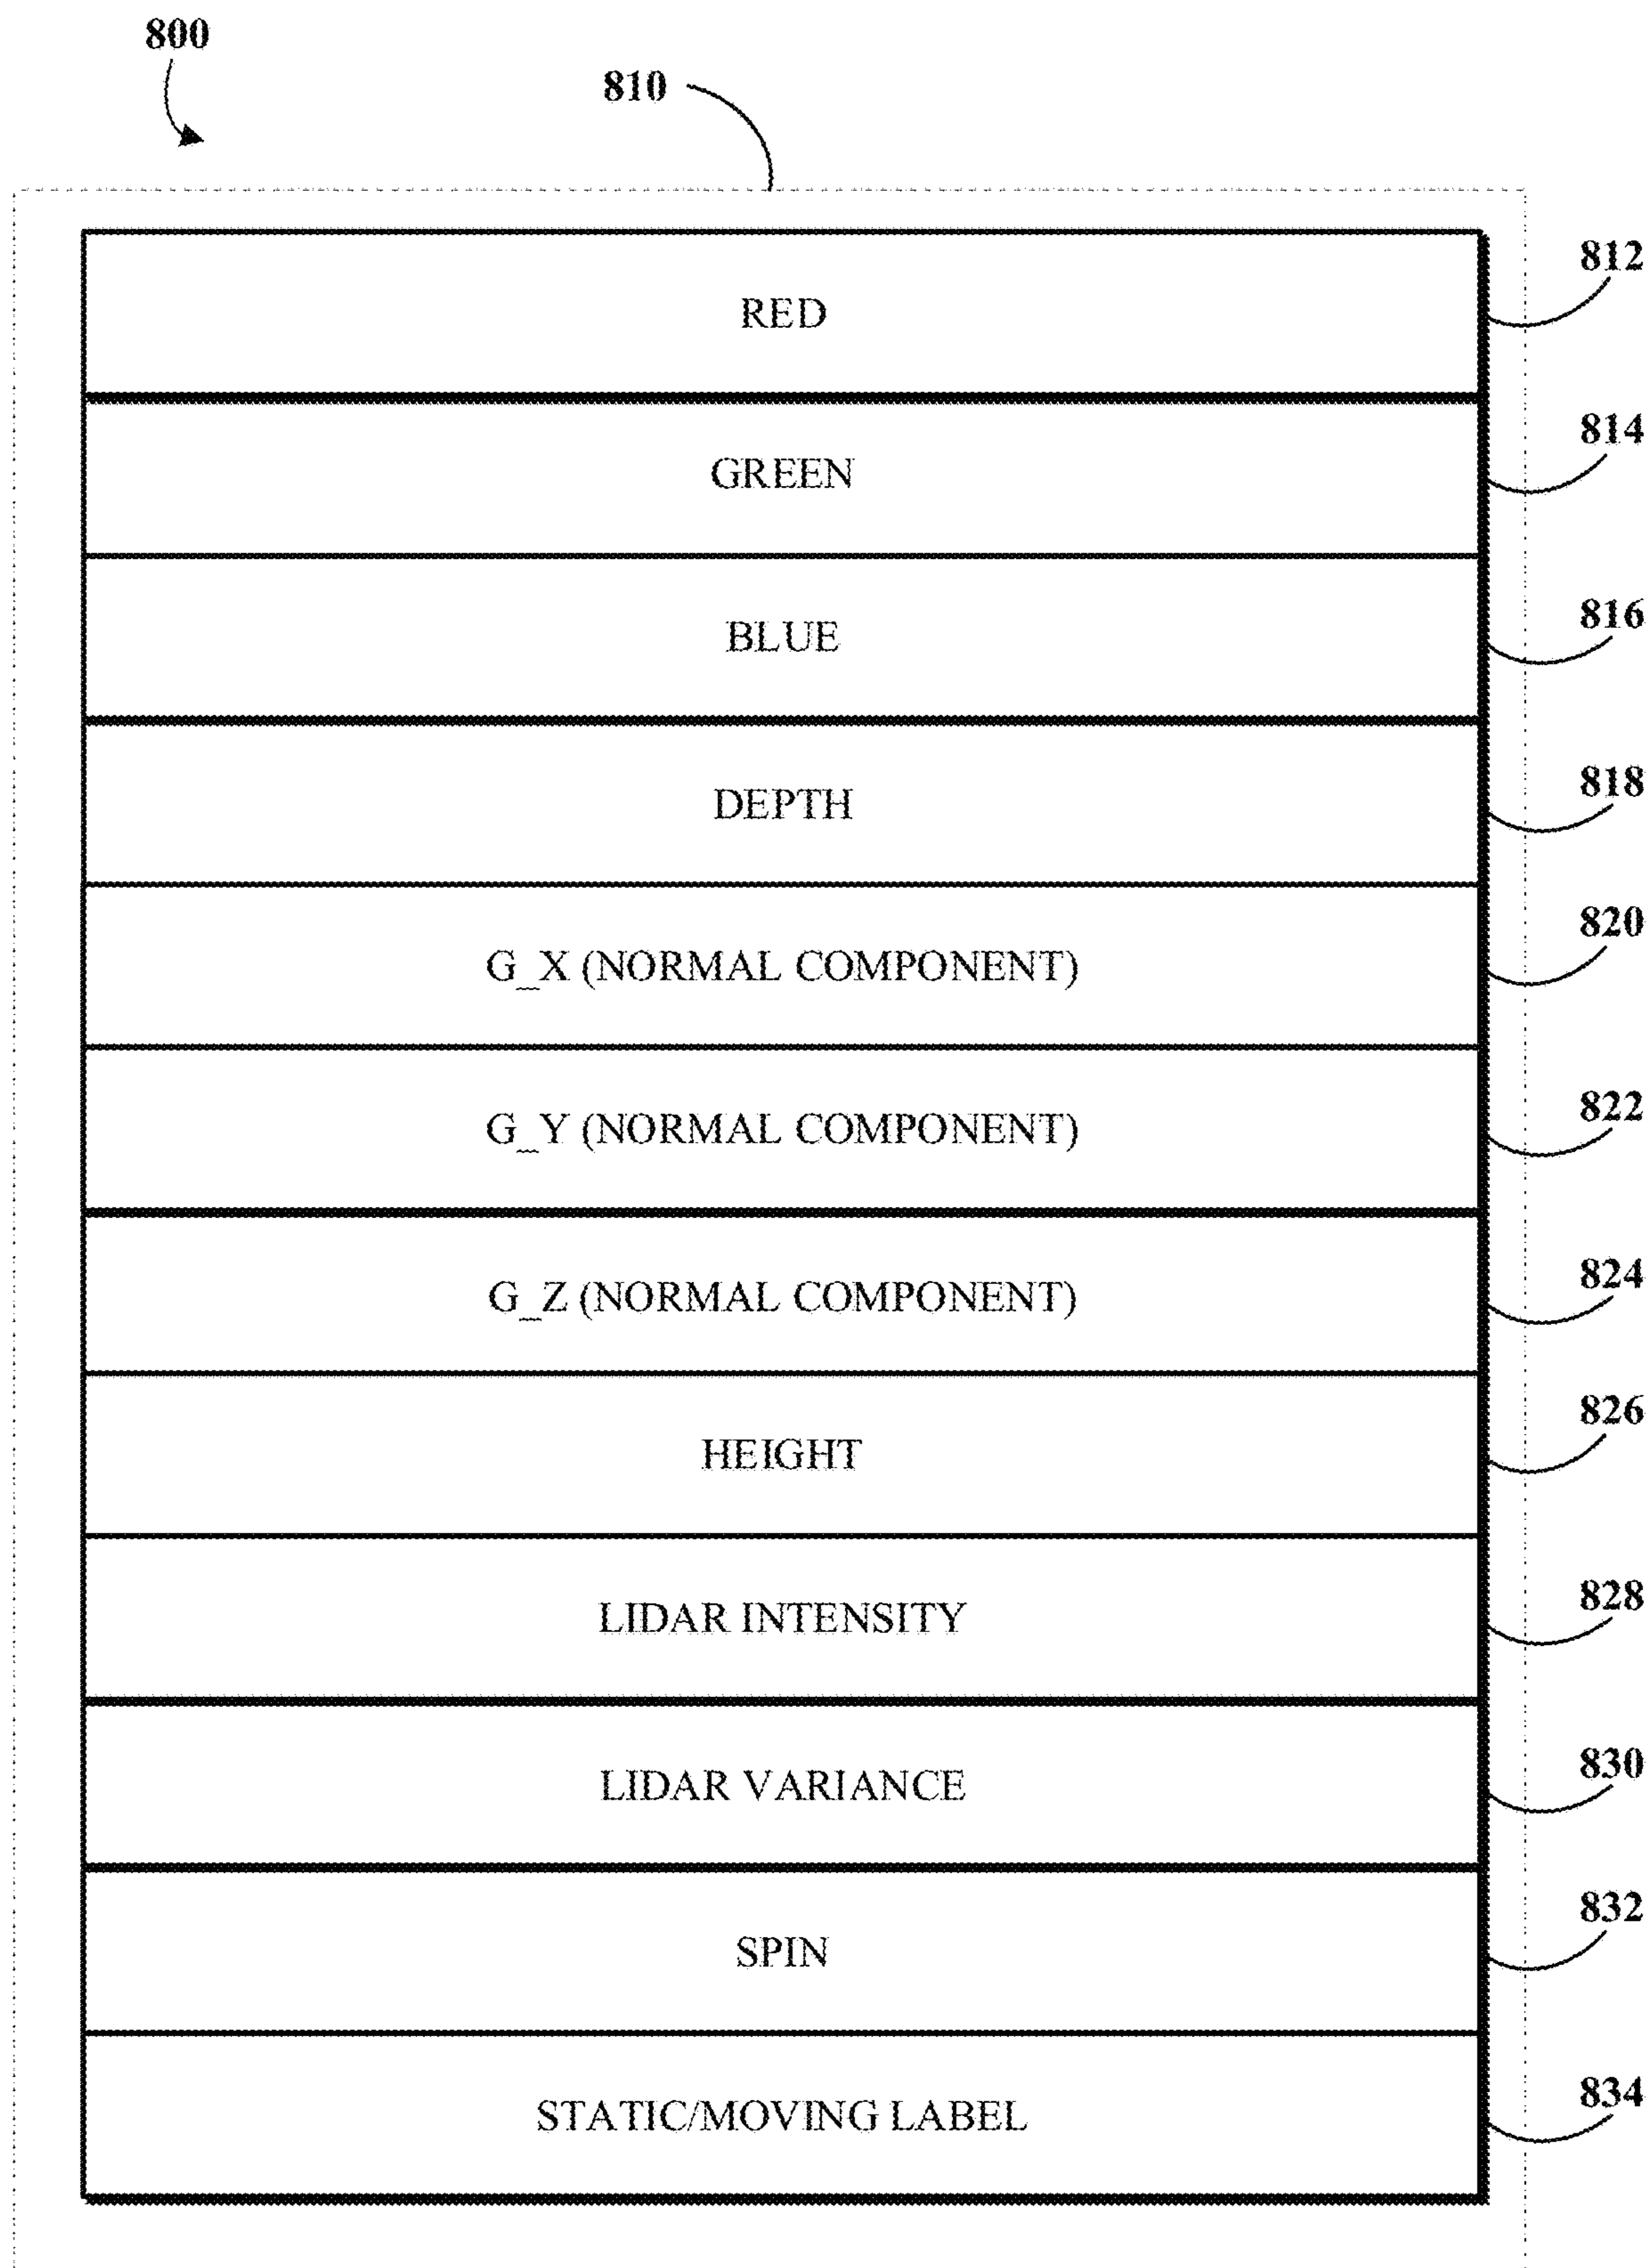 800
810
RED
812
GREEN
814
BLUE
816
DEPTH
818
G_X (NORMAL COMPONENT)
820
G_Y (NORMAL COMPONENT)
822
G_Z (NORMAL COMPONENT)
824
HEIGHT
826
LIDAR INTENSITY
828
LIDAR VARIANCE
830
SPIN
832
STATIC/MOVING LABEL
834